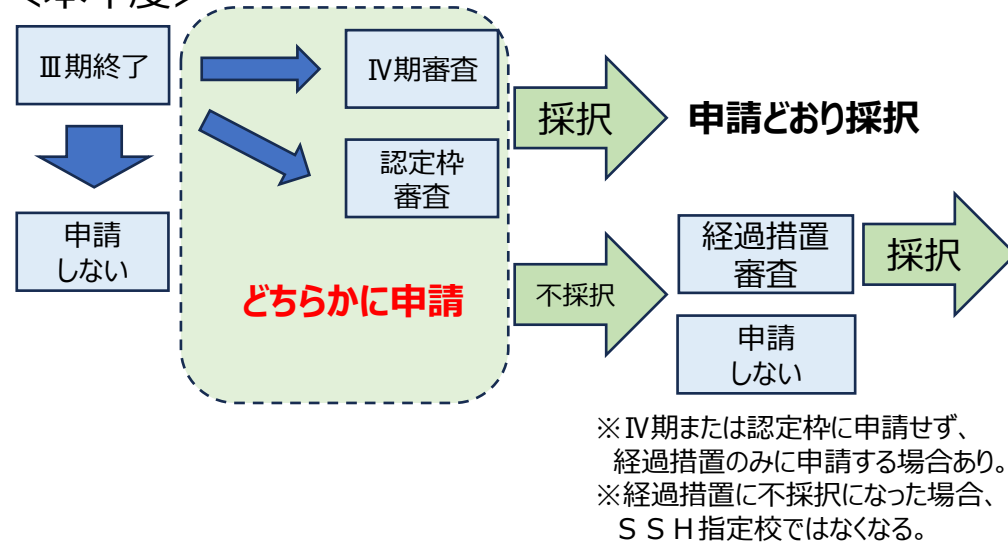 <本年度>
Ⅲ期終了
Ⅳ期審査
採択
申請どおり採択
認定枠
審査
申請
しない
どちらかに申請
不採択
経過措置
審査
採択
申請
しない
※Ⅳ期または認定枠に申請せず、
経過措置のみに申請する場合あり。
※経過措置に不採択になった場合、
ＳＳＨ指定校ではなくなる。